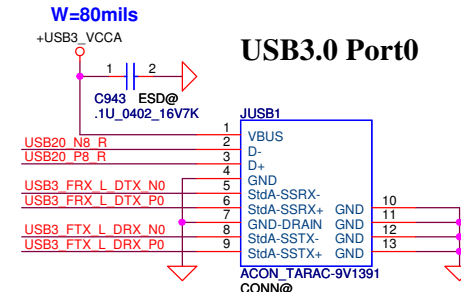 W=80mils
+USB3_VCCA
USB3.0 Port0
1 2
C943 ESD@
.1U_0402_16V7K
JUSB1
1 VBUS
USB20_N8_R 2 D-
USB20_P8_R 3 D+
4 GND
USB3_FRX_L_DTX_N0 5 StdA-SSRX-
USB3_FRX_L_DTX_P0 6 StdA-SSRX+ GND 10
7 GND-DRAIN GND 11
USB3_FTX_L_DRX_N0 8 StdA-SSTX- GND 12
USB3_FTX_L_DRX_P0 9 StdA-SSTX+ GND 13
ACON_TARAC-9V1391
CONN@